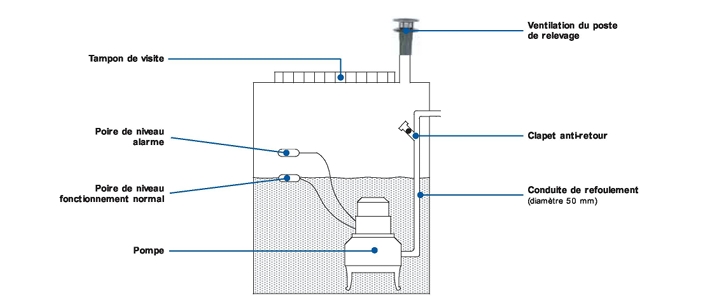 Ventilation du poste
de relevage
Tampon de visite
Poire de niveau
alarme
Clapet anti-retour
Poire de niveau
fonctionnement normal
Conduite de refoulement
(diamètre 50 mm)
Pompe